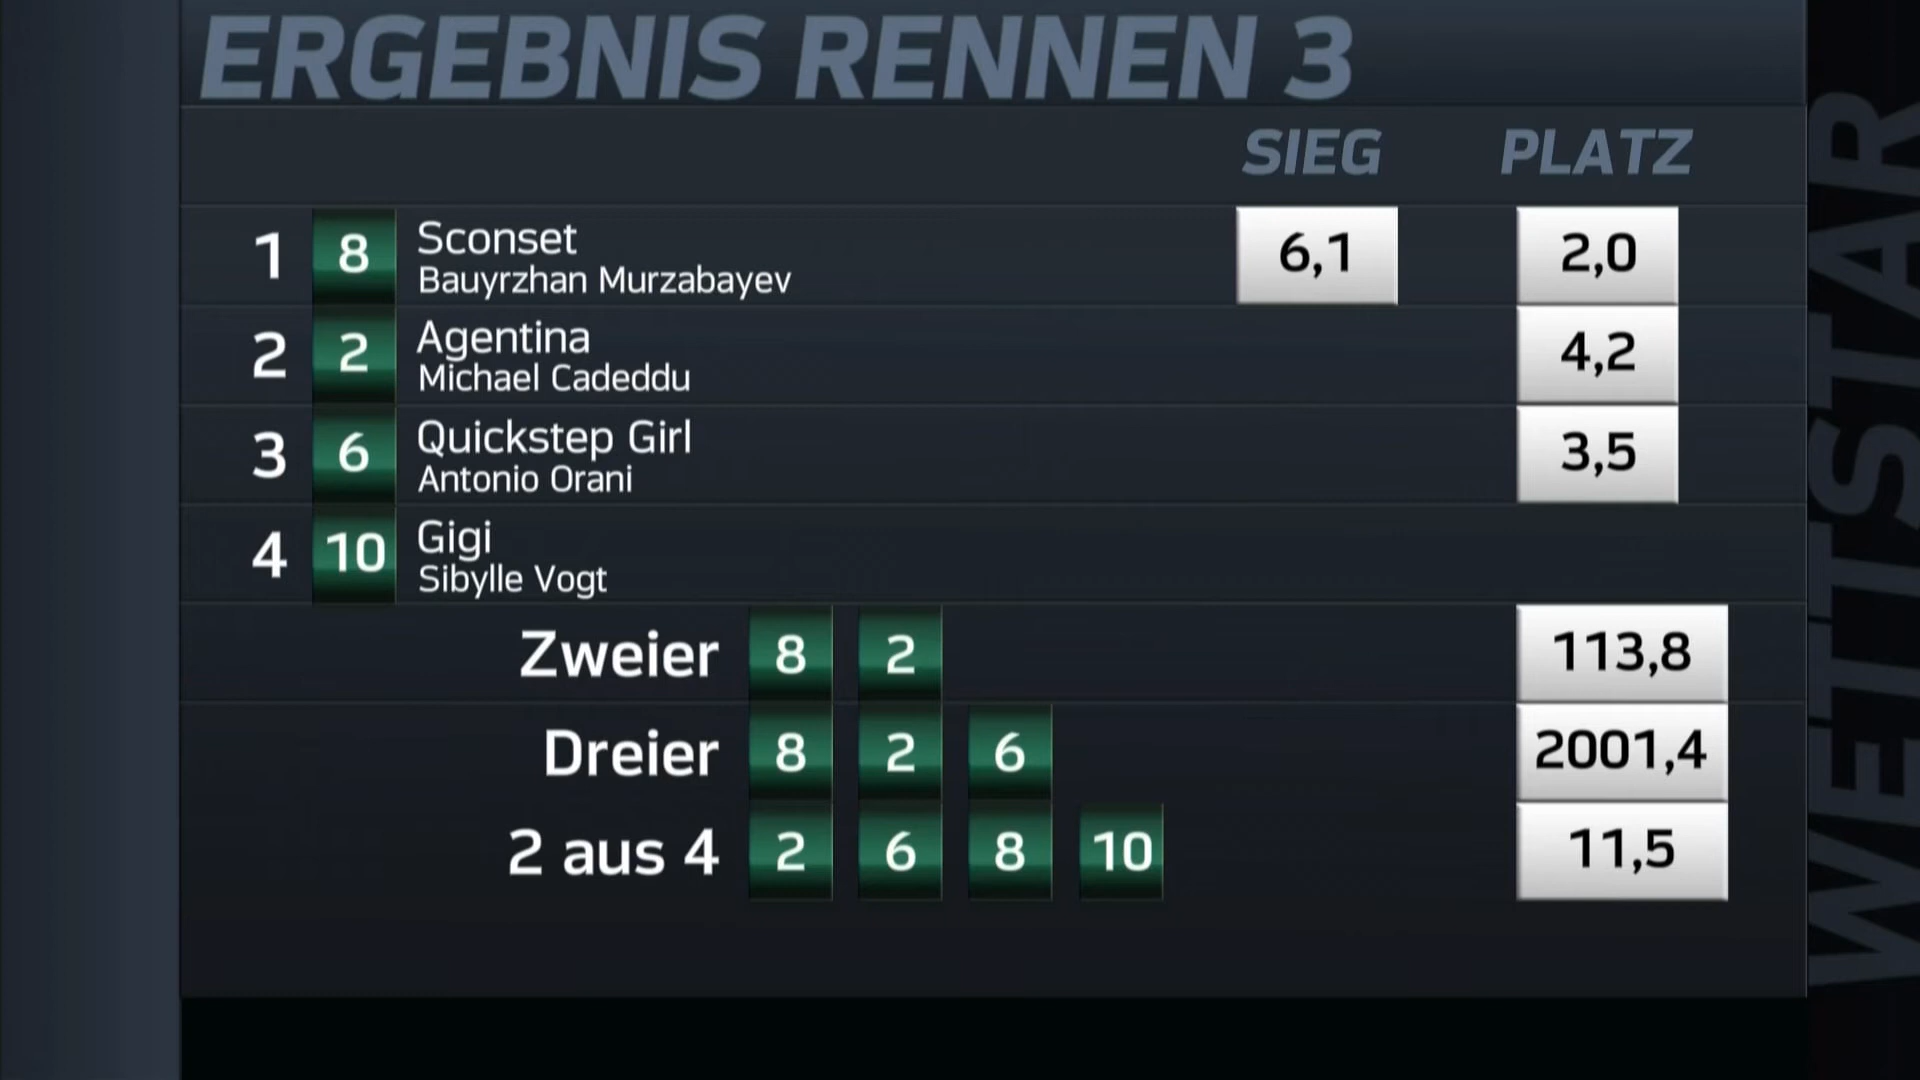 ERGEBNIS RENNEN 3
SIEG PLATZ
1 8 Sconset 6,1 2,0
Bauyrzhan Murzabayev
2 2 Agentina 4,2
Michael Cadeddu
3 6 Quickstep Girl 3,5
Antonio Orani
4 10 Gigi
Sibylle Vogt
Zweier 8 2 113,8
Dreier 8 2 6 2001,4
2 aus 4 2 6 8 10 11,5
WETTSTAR